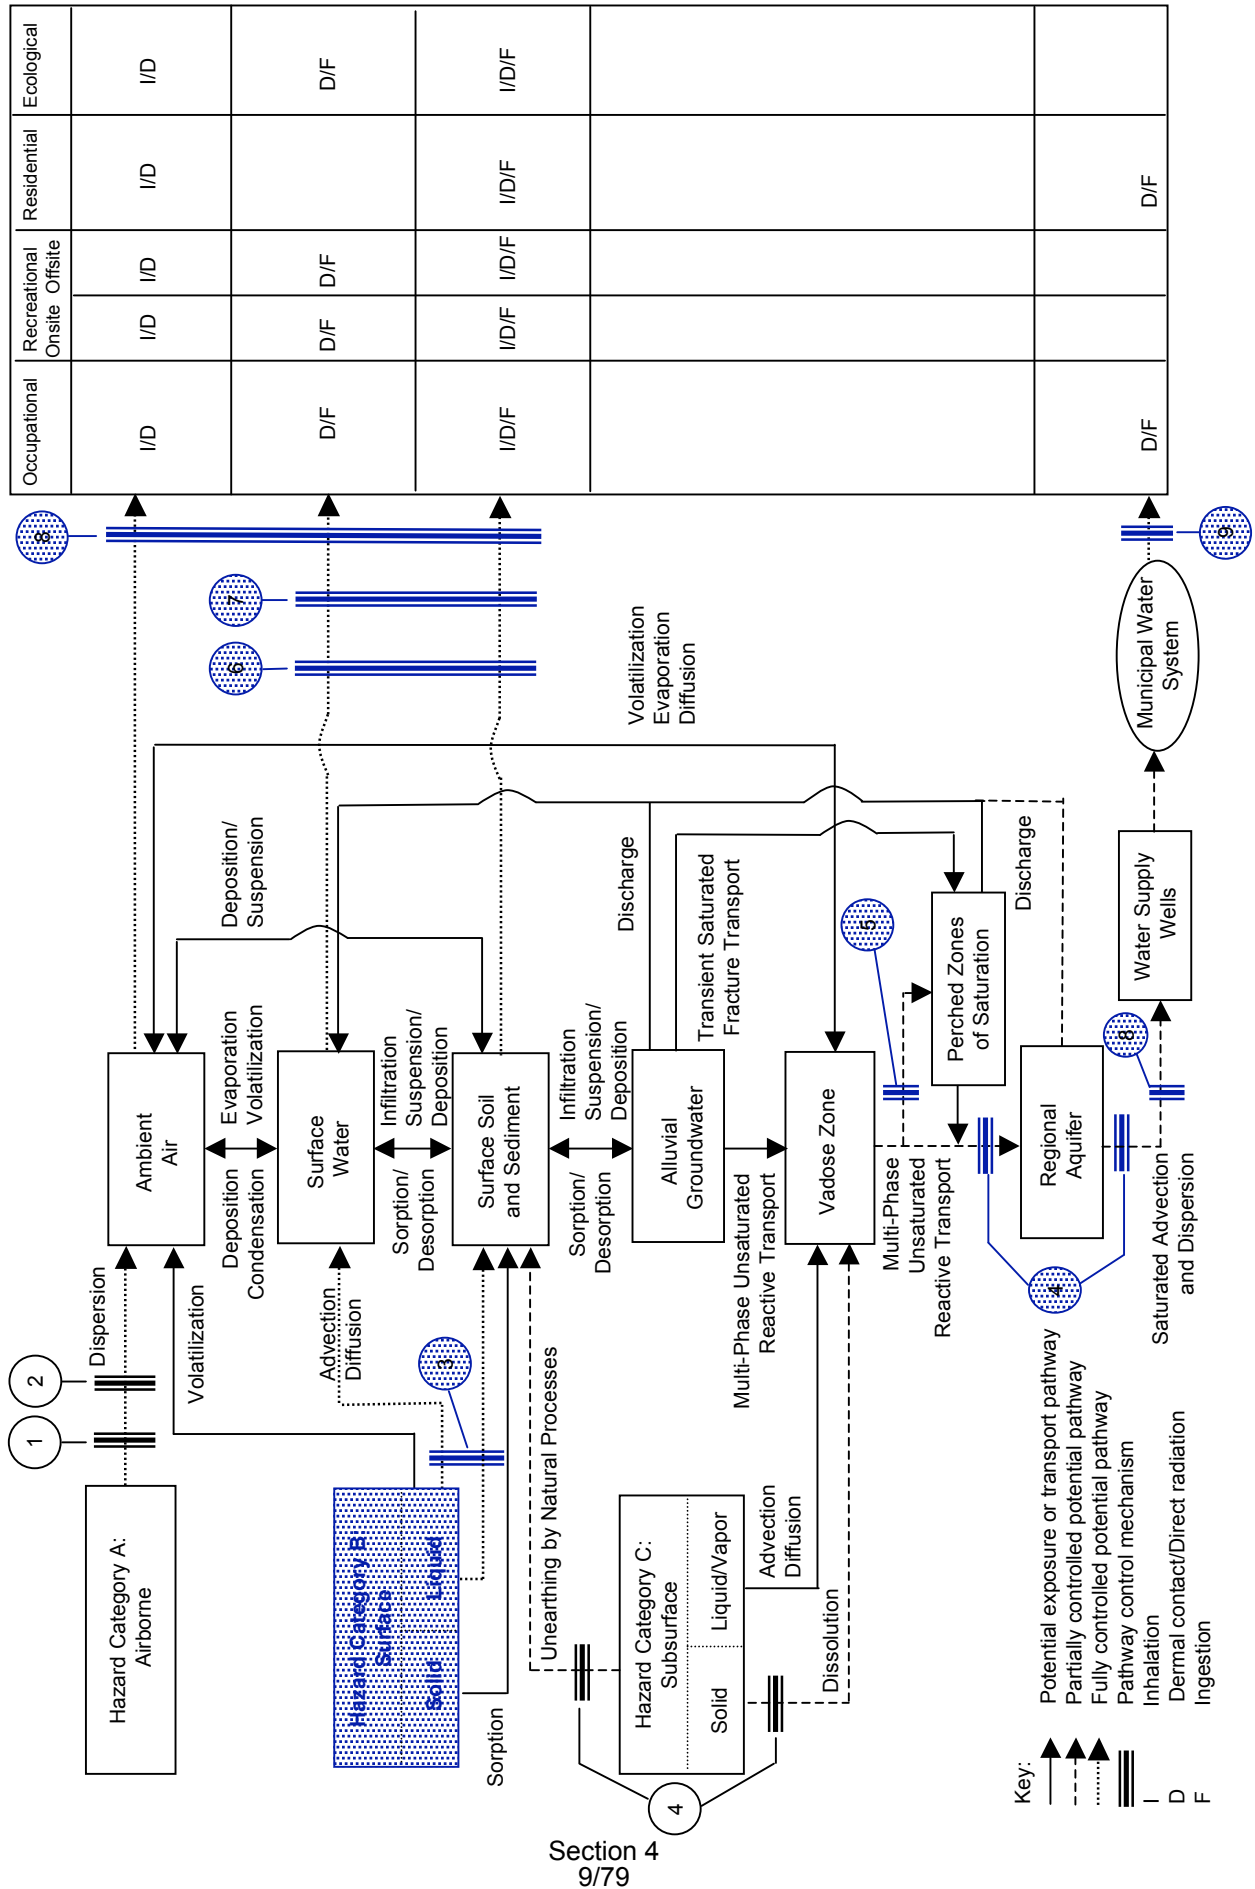 Occupational
Recreational
Onsite Offsite
Residential
Ecological
I/D
I/D
I/D
I/D
I/D
D/F
D/F
D/F
D/F
I/D/F
I/D/F
I/D/F
I/D/F
I/D/F
D/F
D/F
8
7
6
9
Municipal Water
System
Volatilization
Evaporation
Diffusion
Deposition/
Suspension
Discharge
Transient Saturated
Fracture Transport
5
Perched Zones
of Saturation
Discharge
Water Supply
Wells
8
Ambient
Air
Evaporation
Volatilization
Deposition
Condensation
Surface
Water
Infiltration
Suspension/
Deposition
Sorption/
Desorption
Surface Soil
and Sediment
Infiltration
Suspension/
Deposition
Sorption/
Desorption
Alluvial
Groundwater
Multi-Phase Unsaturated
Reactive Transport
Vadose Zone
Multi-Phase
Unsaturated
Reactive Transport
Regional
Aquifer
4
Saturated Advection
and Dispersion
1
2
Dispersion
Volatilization
Advection
Diffusion
3
Hazard Category A:
Airborne
Hazard Category B
Surface
Solid
Liquid
Sorption
Unearthing by Natural Processes
Hazard Category C:
Subsurface
Solid
Liquid/Vapor
Advection
Diffusion
Dissolution
4
Key:
Potential exposure or transport pathway
Partially controlled potential pathway
Fully controlled potential pathway
Pathway control mechanism
I Inhalation
D Dermal contact/Direct radiation
F Ingestion
Section 4
9/79